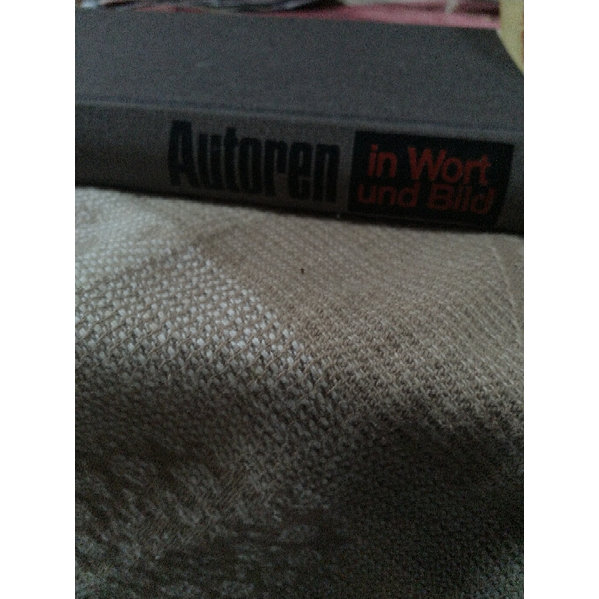 Autoren
in Wort
und Bild